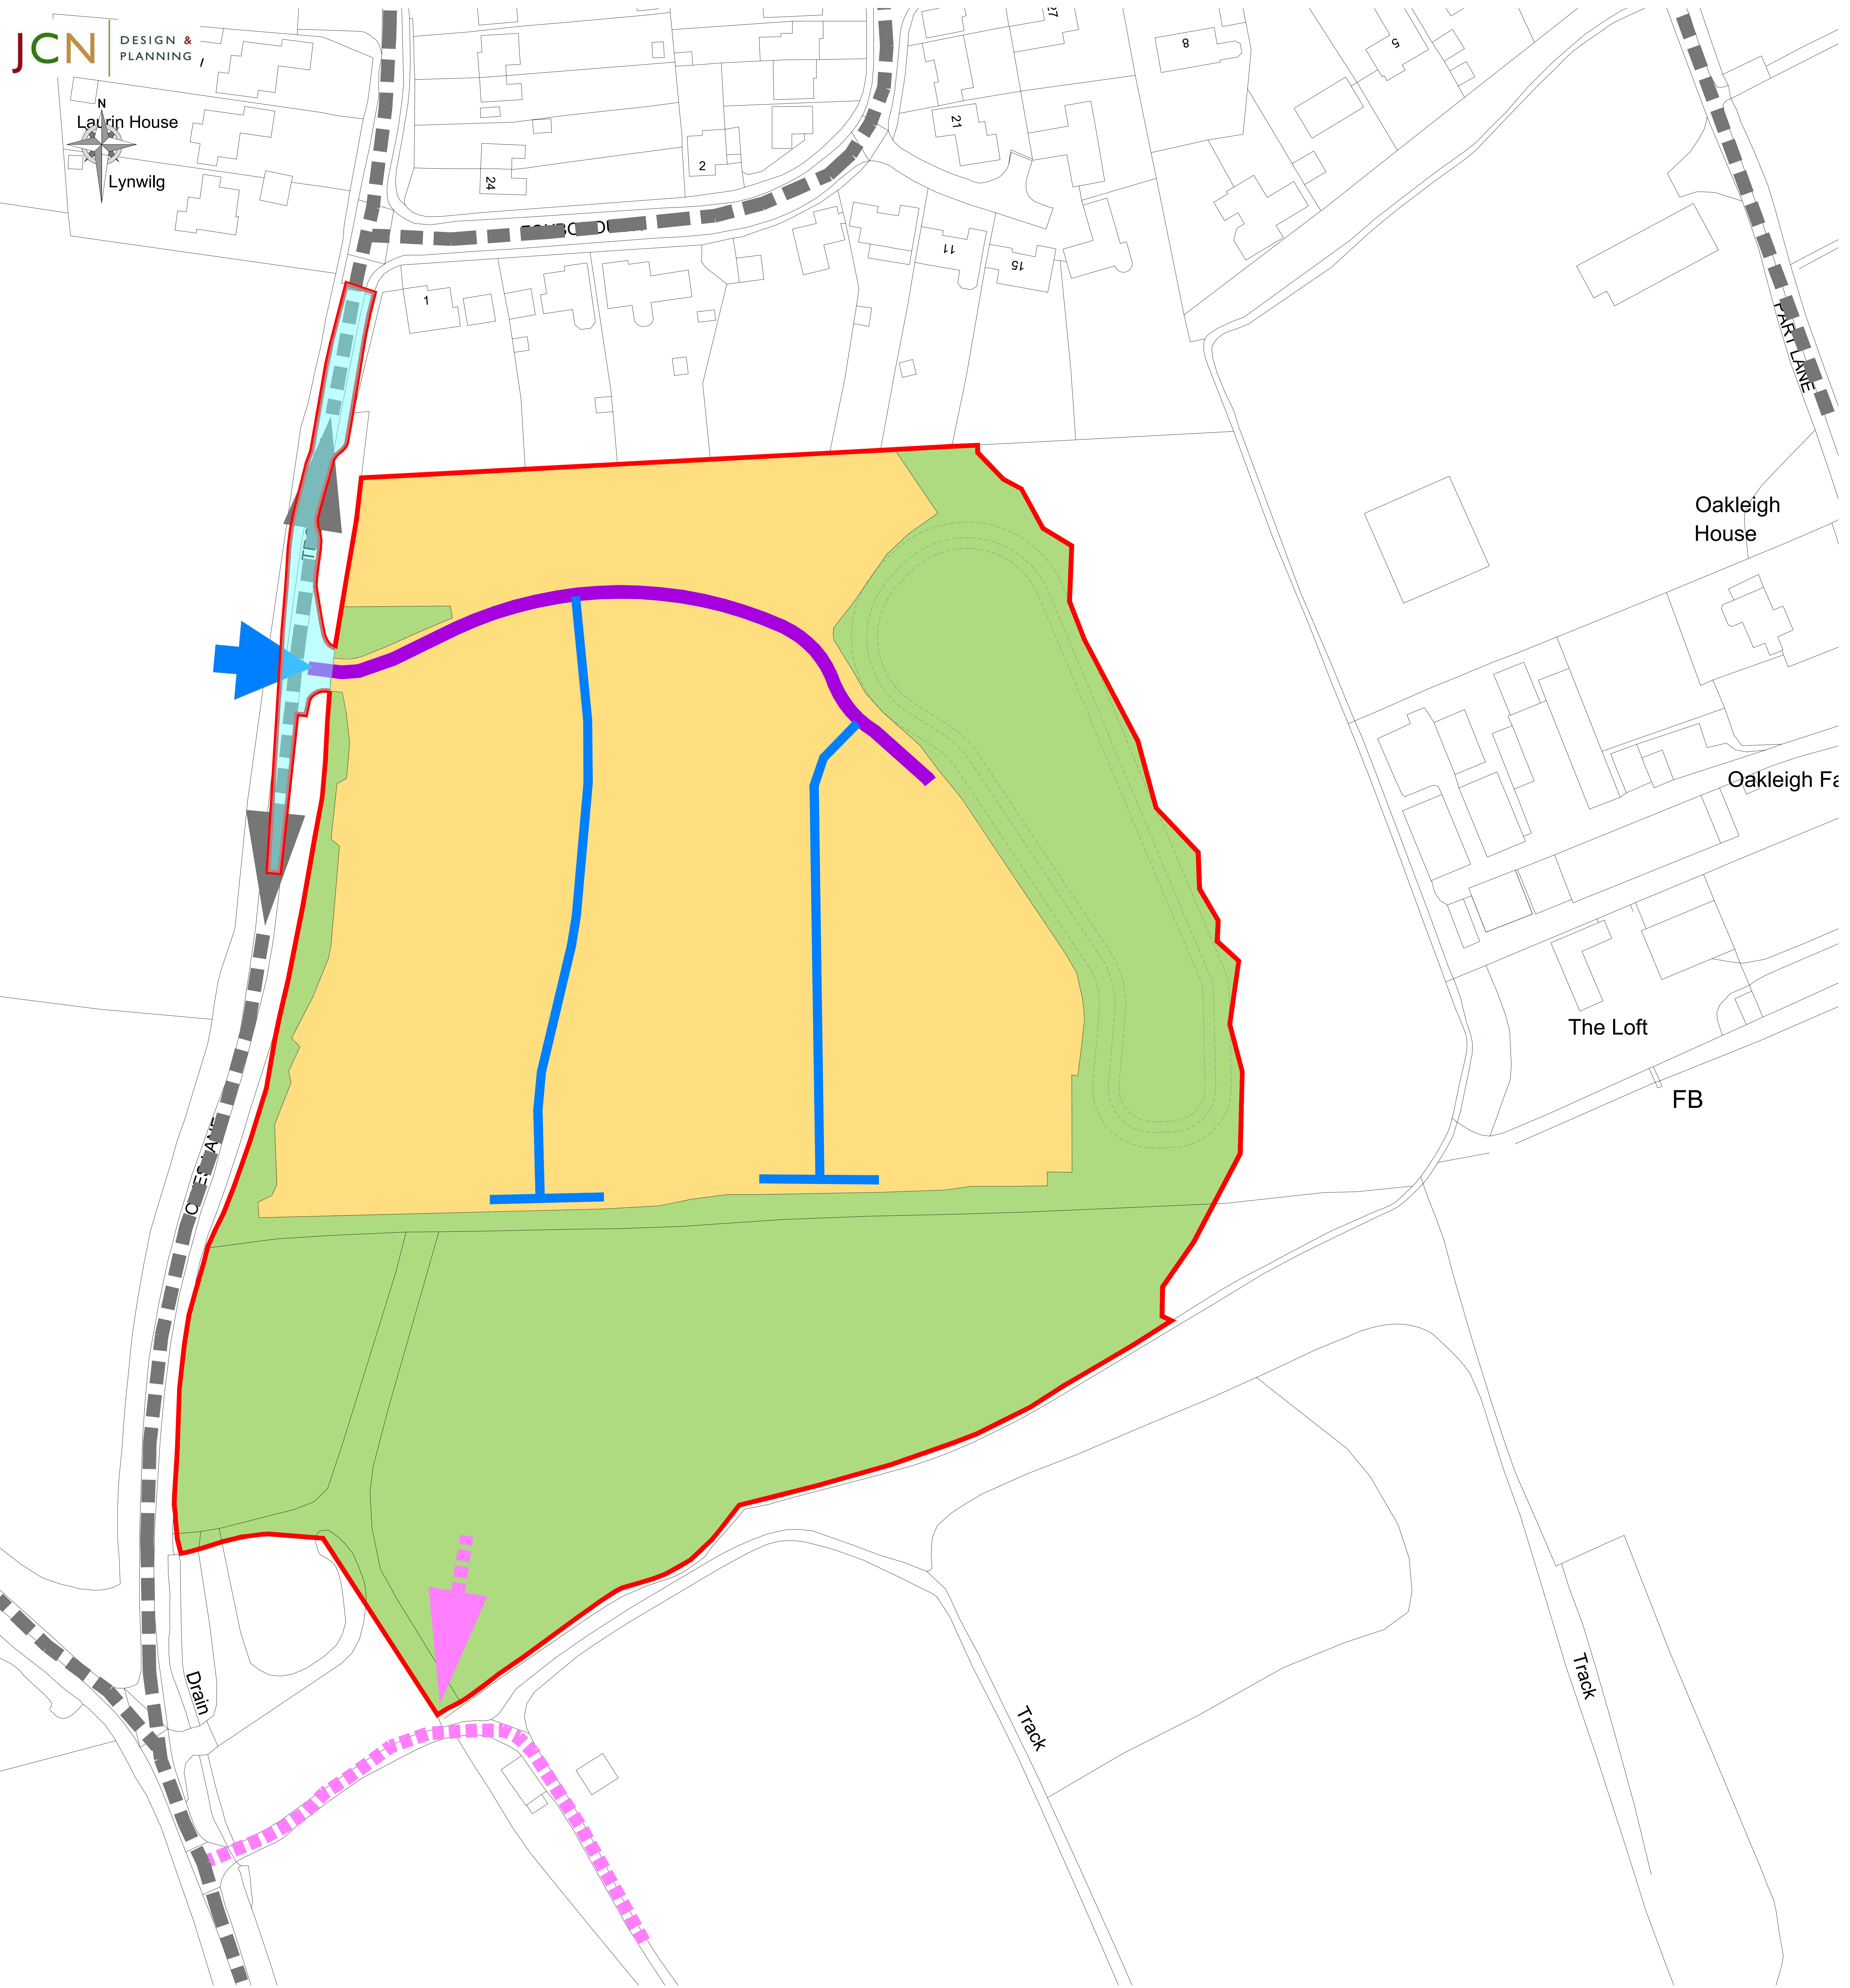 JCN
DESIGN &
PLANNING
N
Laurin House
Lynwilg
24
2
21
27
8
5
1
11
15
PART LANE
Oakleigh
House
Oakleigh Fa
The Loft
FB
Drain
Track
Track